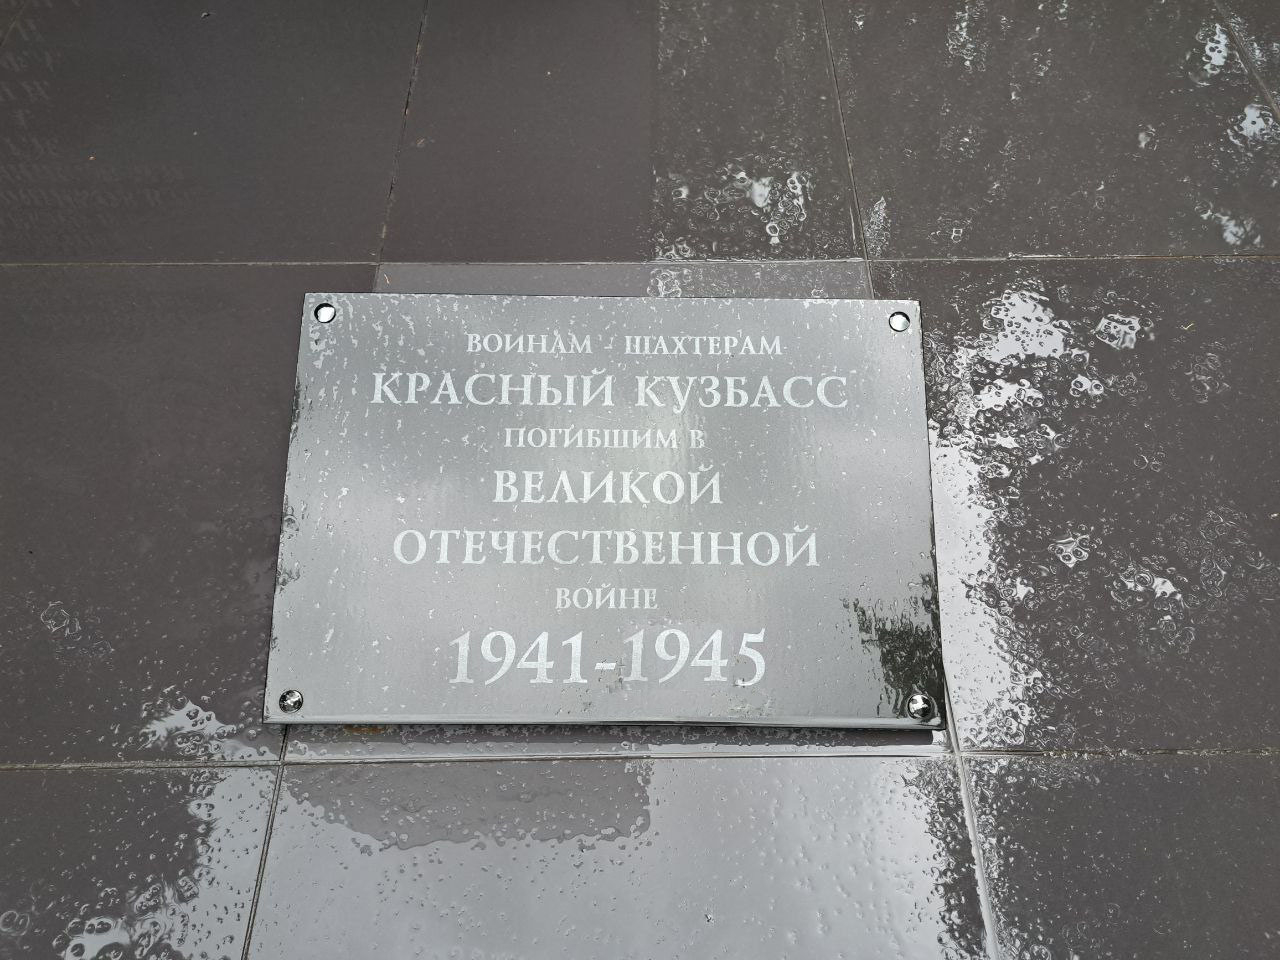 ВОИНАМ - ШАХТЕРАМ
КРАСНЫЙ КУЗБАСС
ПОГИБШИМ В
ВЕЛИКОЙ
ОТЕЧЕСТВЕННОЙ
ВОЙНЕ
1941-1945